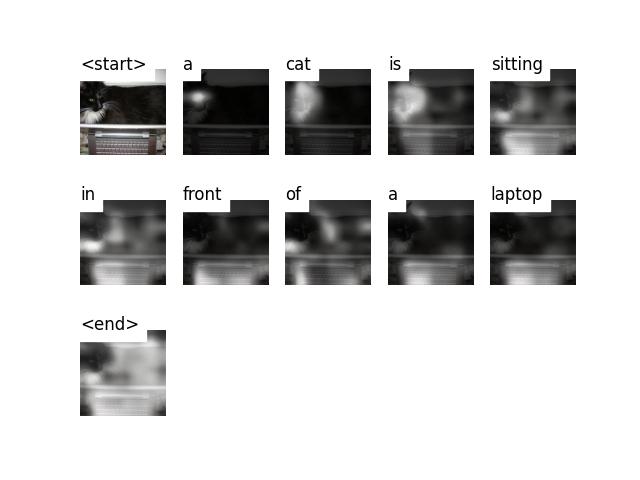 <start> a cat is sitting
in front of a laptop
<end>